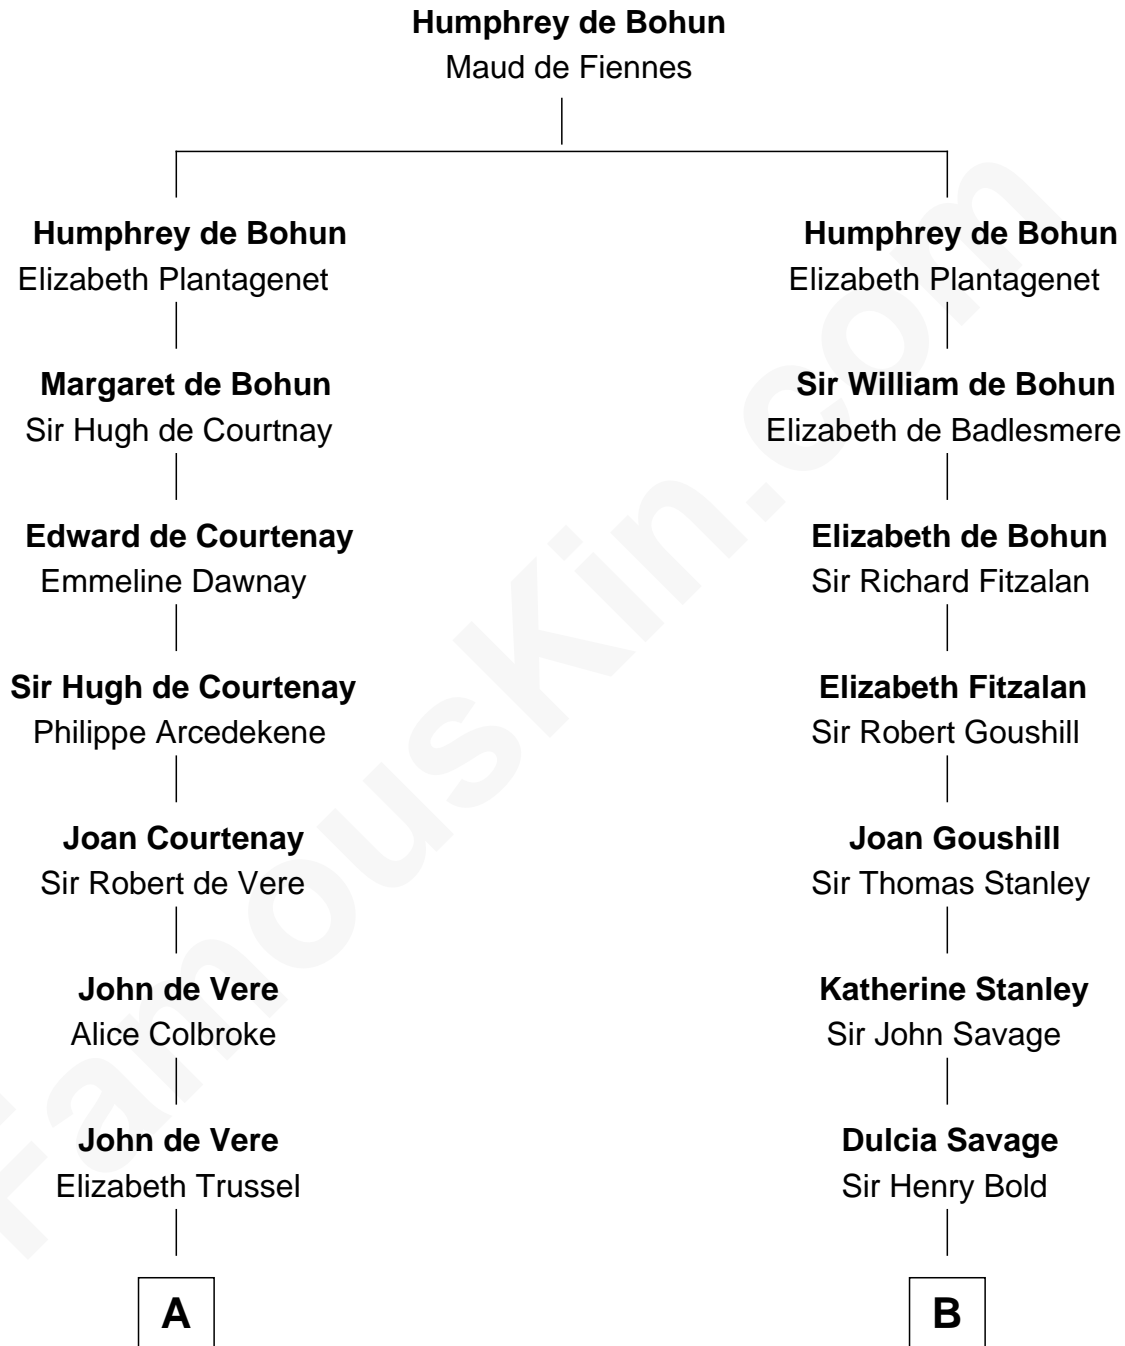 Humphrey de Bohun
Maud de Fiennes
Humphrey de Bohun
Elizabeth Plantagenet
Margaret de Bohun
Sir Hugh de Courtnay
Edward de Courtenay
Emmeline Dawnay
Sir Hugh de Courtenay
Philippe Arcedekene
Joan Courtenay
Sir Robert de Vere
John de Vere
Alice Colbroke
John de Vere
Elizabeth Trussel
A
Humphrey de Bohun
Elizabeth Plantagenet
Sir William de Bohun
Elizabeth de Badlesmere
Elizabeth de Bohun
Sir Richard Fitzalan
Elizabeth Fitzalan
Sir Robert Goushill
Joan Goushill
Sir Thomas Stanley
Katherine Stanley
Sir John Savage
Dulcia Savage
Sir Henry Bold
B
FamousKin.com